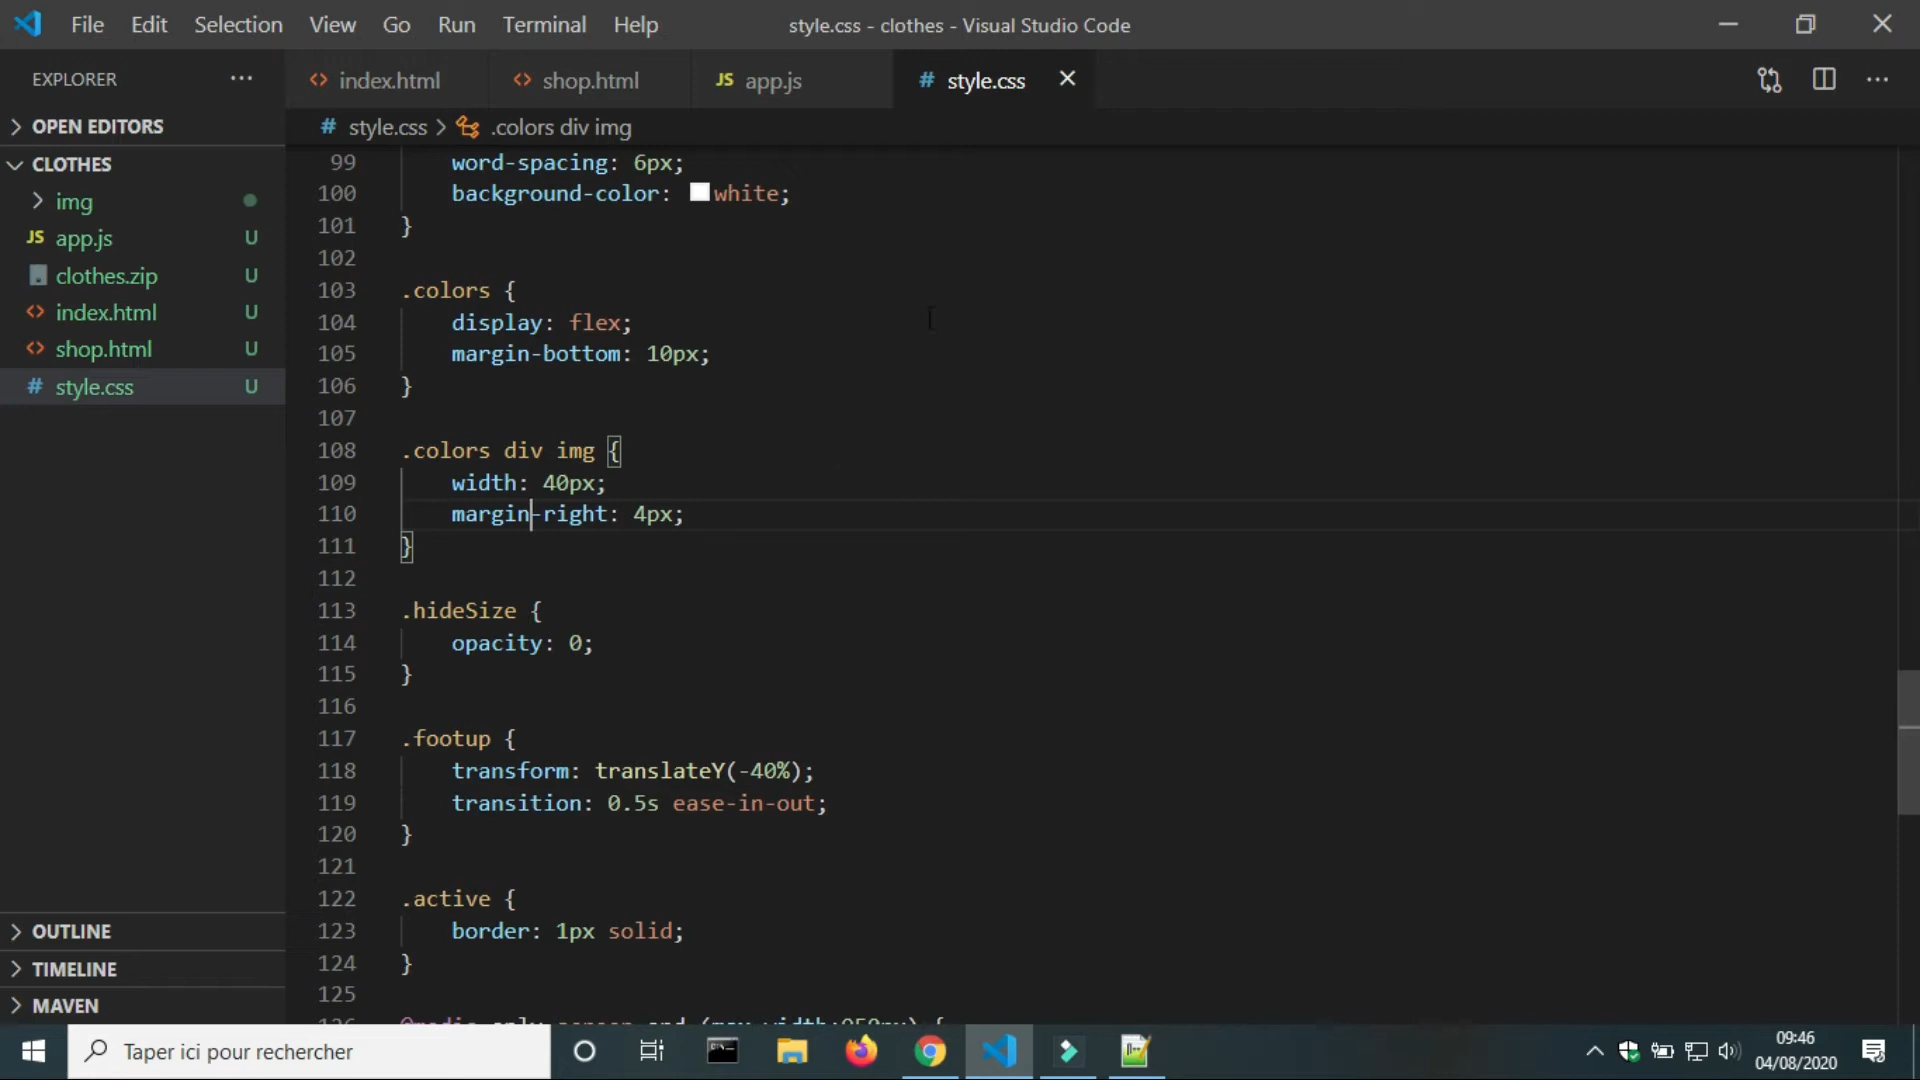 File Edit Selection View Go Run Terminal Help
style.css - clothes - Visual Studio Code
EXPLORER
index.html
shop.html
JS app.js
# style.css
OPEN EDITORS
# style.css > .colors div img
CLOTHES
img
JS app.js U
clothes.zip U
index.html U
shop.html U
# style.css U
99 word-spacing: 6px;
100 background-color: white;
101 }
102
103 .colors {
104 display: flex;
105 margin-bottom: 10px;
106 }
107
108 .colors div img {
109 width: 40px;
110 margin-right: 4px;
111 }
112
113 .hideSize {
114 opacity: 0;
115 }
116
117 .footup {
118 transform: translateY(-40%);
119 transition: 0.5s ease-in-out;
120 }
121
122 .active {
123 border: 1px solid;
124 }
125
OUTLINE
TIMELINE
MAVEN
Taper ici pour rechercher
09:46
04/08/2020